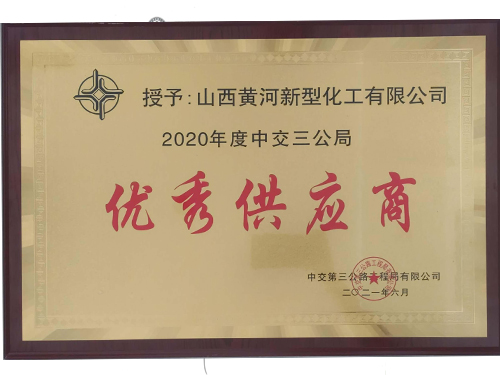 授予：山西黄河新型化工有限公司
2020年度中交三公局
优秀供应商
中交第三公路工程局有限公司
二〇二一年六月